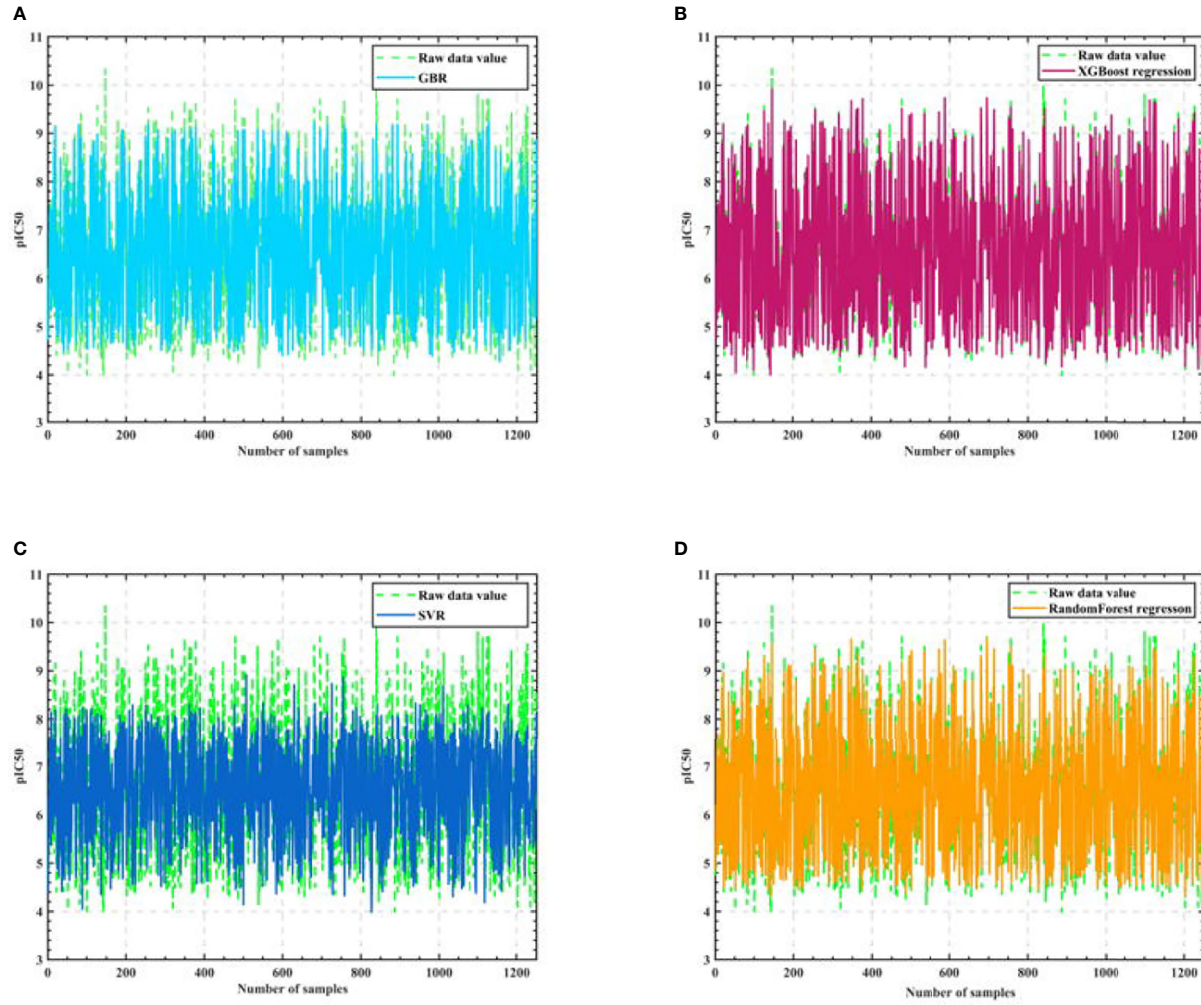 A
11
10
9
8
7
6
5
4
3
pIC50
Raw data value
GBR
0 200 400 600 800 1000 1200
Number of samples
B
11
10
9
8
7
6
5
4
3
pIC50
Raw data value
XGBoost regression
0 200 400 600 800 1000 1200
Number of samples
C
11
10
9
8
7
6
5
4
3
pIC50
Raw data value
SVR
0 200 400 600 800 1000 1200
Number of samples
D
11
10
9
8
7
6
5
4
3
pIC50
Raw data value
RandomForest regresson
0 200 400 600 800 1000 1200
Number of samples